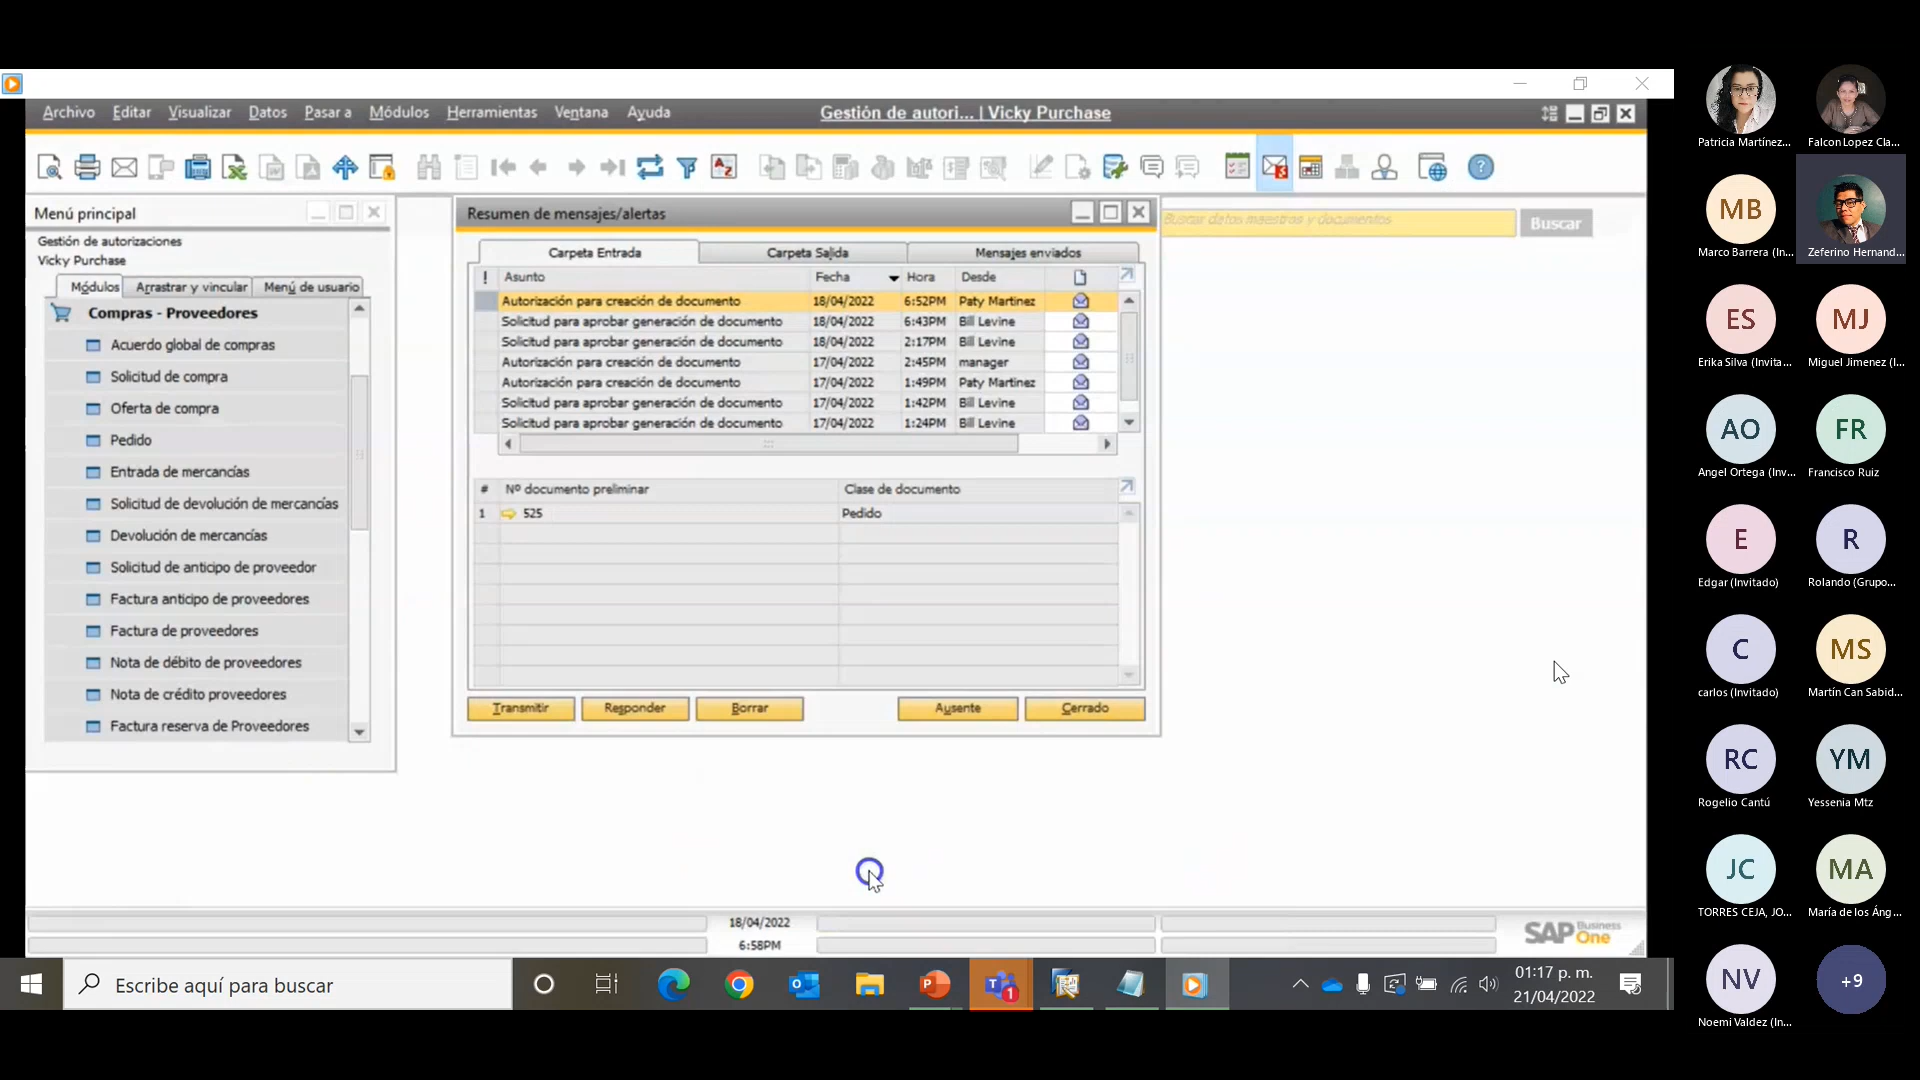 Archivo Editar Visualizar Datos Pasar a Módulos Herramientas Ventana Ayuda
Gestión de autori... | Vicky Purchase
Menú principal
Gestión de autorizaciones
Vicky Purchase
Módulos Arrastrar y vincular Menú de usuario
Compras - Proveedores
Acuerdo global de compras
Solicitud de compra
Oferta de compra
Pedido
Entrada de mercancías
Solicitud de devolución de mercancías
Devolución de mercancías
Solicitud de anticipo de proveedor
Factura anticipo de proveedores
Factura de proveedores
Nota de débito de proveedores
Nota de crédito proveedores
Factura reserva de Proveedores
Resumen de mensajes/alertas
Carpeta Entrada Carpeta Salida Mensajes enviados
! Asunto Fecha Hora Desde
Autorización para creación de documento 18/04/2022 6:52PM Paty Martinez
Solicitud para aprobar generación de documento 18/04/2022 6:43PM Bill Levine
Solicitud para aprobar generación de documento 18/04/2022 2:17PM Bill Levine
Autorización para creación de documento 17/04/2022 2:45PM manager
Autorización para creación de documento 17/04/2022 1:49PM Paty Martinez
Solicitud para aprobar generación de documento 17/04/2022 1:42PM Bill Levine
Solicitud para aprobar generación de documento 17/04/2022 1:24PM Bill Levine
# Nº documento preliminar Clase de documento
1 525 Pedido
Transmitir Responder Borrar Ausente Cerrado
Buscar datos maestros y documentos
Buscar
18/04/2022
6:58PM
SAP Business One
Escribe aquí para buscar
1
01:17 p. m.
21/04/2022
Patricia Martínez... Falcon Lopez Cla...
MB
Marco Barrera (In... Zeferino Hernand...
ES MJ
Erika Silva (Invita... Miguel Jimenez (I...
AO FR
Angel Ortega (Inv... Francisco Ruiz
E R
Edgar (Invitado) Rolando (Grupo...
C MS
carlos (Invitado) Martín Can Sabid...
RC YM
Rogelio Cantú Yessenia Mtz
JC MA
TORRES CEJA, JO... María de los Áng...
NV +9
Noemi Valdez (In...